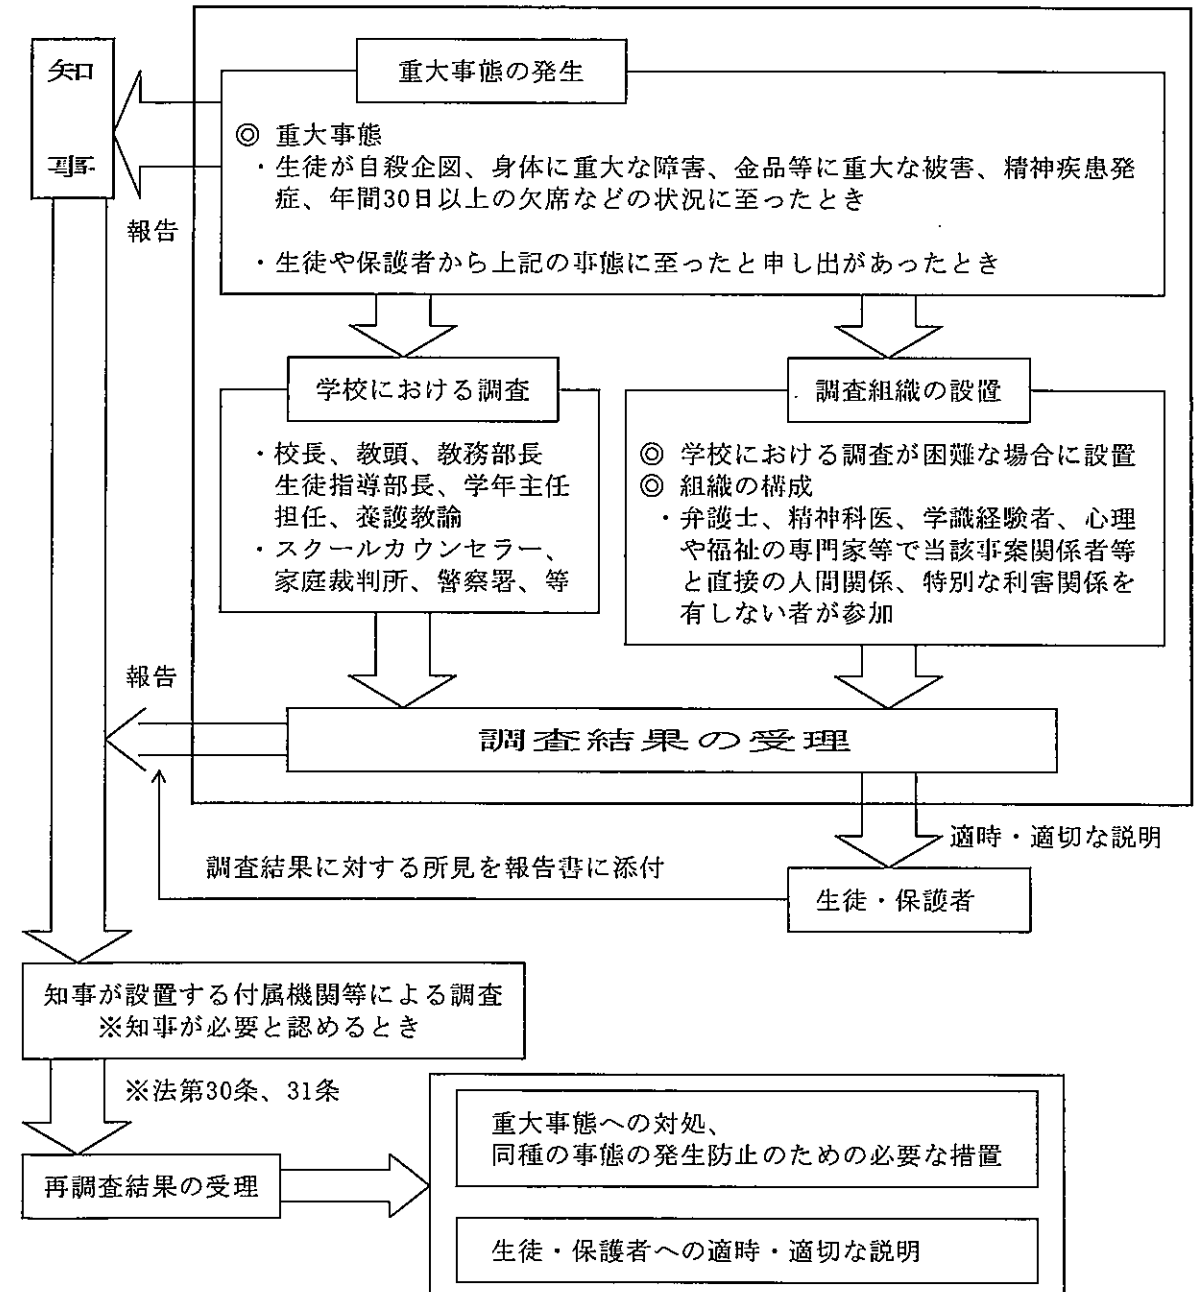 知事
重大事態の発生
◎ 重大事態
・生徒が自殺企図、身体に重大な障害、金品等に重大な被害、精神疾患発
症、年間30日以上の欠席などの状況に至ったとき
報告
・生徒や保護者から上記の事態に至ったと申し出があったとき
学校における調査
・校長、教頭、教務部長
生徒指導部長、学年主任
担任、養護教諭
・スクールカウンセラー、
家庭裁判所、警察署、等
調査組織の設置
◎ 学校における調査が困難な場合に設置
◎ 組織の構成
・弁護士、精神科医、学識経験者、心理
や福祉の専門家等で当該事案関係者等
と直接の人間関係、特別な利害関係を
有しない者が参加
報告
調査結果の受理
適時・適切な説明
調査結果に対する所見を報告書に添付
生徒・保護者
知事が設置する付属機関等による調査
※知事が必要と認めるとき
※法第30条、31条
再調査結果の受理
重大事態への対処、
同種の事態の発生防止のための必要な措置
生徒・保護者への適時・適切な説明